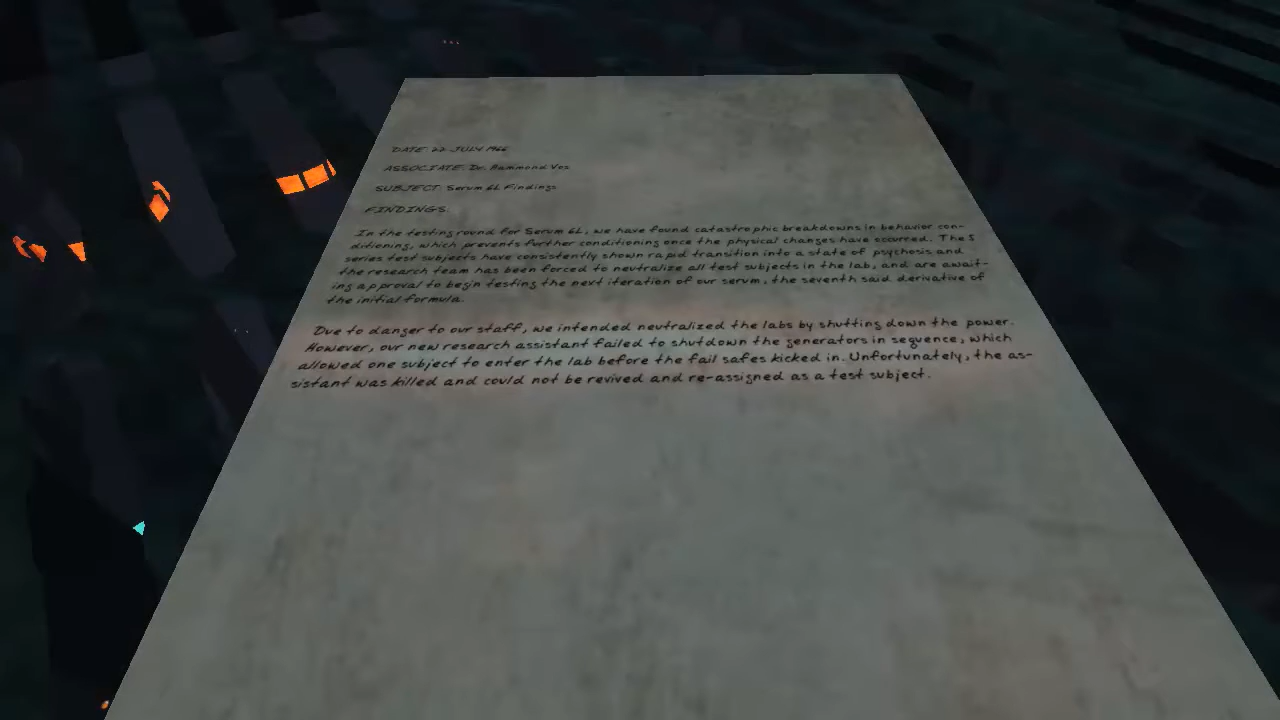 DATE: 22 JULY 1966
ASSOCIATE: Dr. Rammond Vos
SUBJECT: Serum 6L Findings
FINDINGS:
In the testing round for Serum 6L, we have found catastrophic breakdowns in behavior con-
ditioning, which prevents further conditioning once the physical changes have occurred. The S
series test subjects have consistently shown rapid transition into a state of psychosis and
the research team has been forced to neutralize all test subjects in the lab, and are await-
ing approval to begin testing the next iteration of our serum, the seventh said derivative of
the initial formula.
Due to danger to our staff, we intended neutralized the labs by shutting down the power.
However, our new research assistant failed to shutdown the generators in sequence, which
allowed one subject to enter the lab before the fail safes kicked in. Unfortunately, the as-
sistant was killed and could not be revived and re-assigned as a test subject.